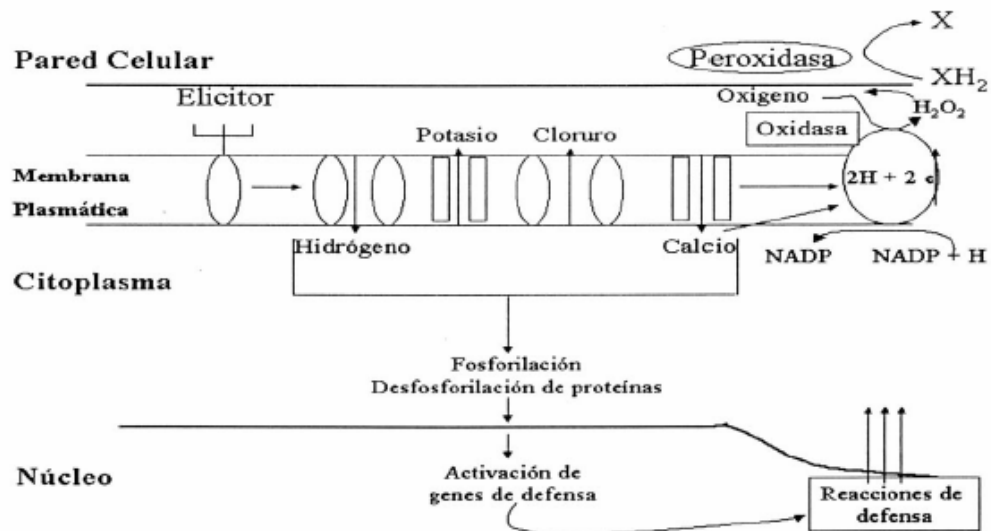 X
Pared Celular
Peroxidasa
XH2
Elicitor
Oxigeno
H2O2
Potasio
Cloruro
Oxidasa
Membrana
Plasmática
2H + 2 e
Hidrógeno
Calcio
NADP
NADP + H
Citoplasma
Fosforilación
Desfosforilación de proteínas
Núcleo
Activación de
genes de defensa
Reacciones de
defensa